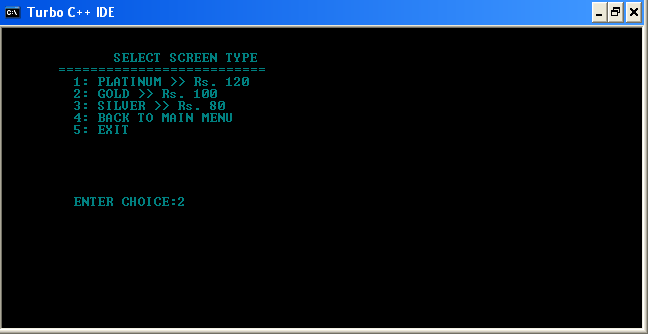 Turbo C++ IDE
SELECT SCREEN TYPE
==========================
1: PLATINUM >> Rs. 120
2: GOLD >> Rs. 100
3: SILVER >> Rs. 80
4: BACK TO MAIN MENU
5: EXIT
ENTER CHOICE:2